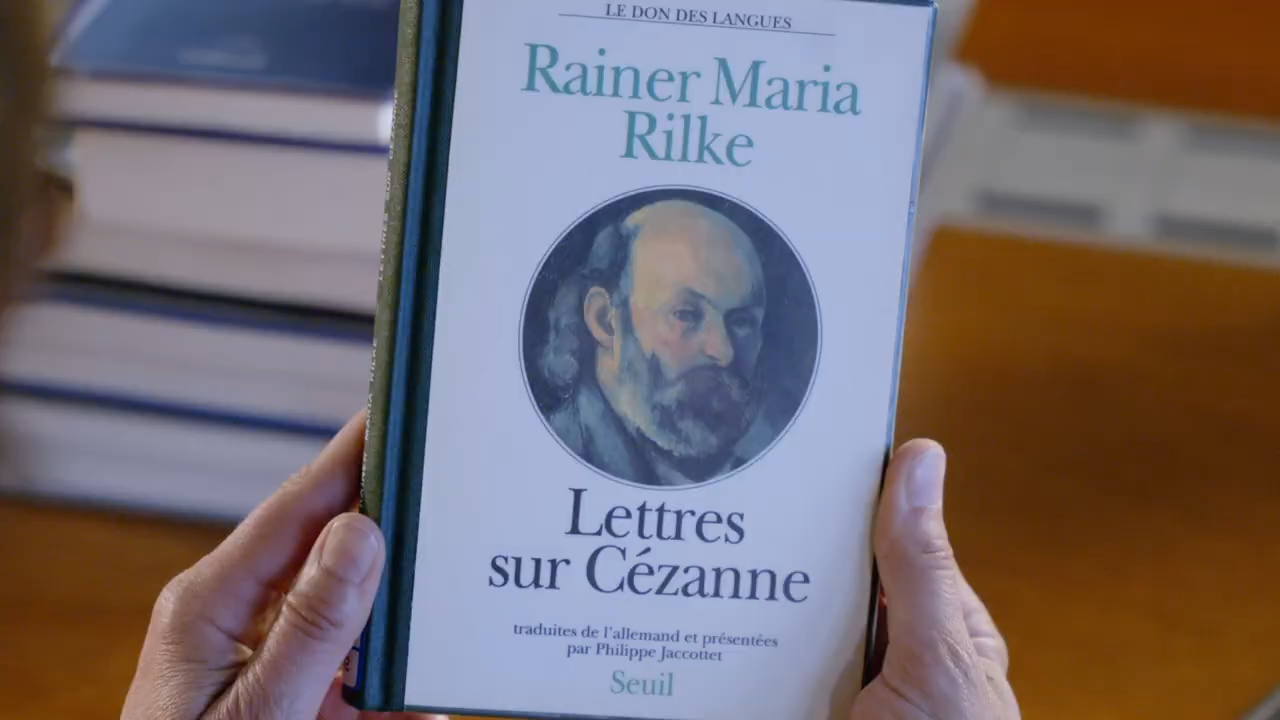 LE DON DES LANGUES
Rainer Maria
Rilke
Lettres
sur Cézanne
traduites de l'allemand et présentées
par Philippe Jaccottet
Seuil